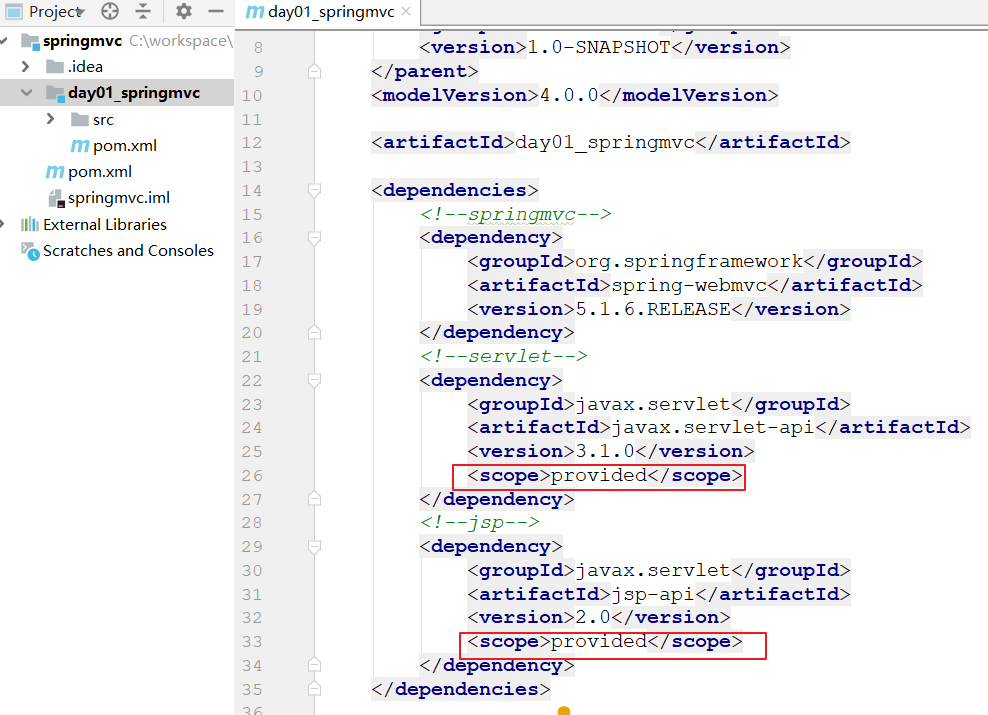 Project
springmvc C:\workspace\
.idea
day01_springmvc
src
pom.xml
pom.xml
springmvc.iml
External Libraries
Scratches and Consoles
day01_springmvc
8 <version>1.0-SNAPSHOT</version>
9 </parent>
10 <modelVersion>4.0.0</modelVersion>
11
12 <artifactId>day01_springmvc</artifactId>
13
14 <dependencies>
15 <!--springmvc-->
16 <dependency>
17 <groupId>org.springframework</groupId>
18 <artifactId>spring-webmvc</artifactId>
19 <version>5.1.6.RELEASE</version>
20 </dependency>
21 <!--servlet-->
22 <dependency>
23 <groupId>javax.servlet</groupId>
24 <artifactId>javax.servlet-api</artifactId>
25 <version>3.1.0</version>
26 <scope>provided</scope>
27 </dependency>
28 <!--jsp-->
29 <dependency>
30 <groupId>javax.servlet</groupId>
31 <artifactId>jsp-api</artifactId>
32 <version>2.0</version>
33 <scope>provided</scope>
34 </dependency>
35 </dependencies>
36